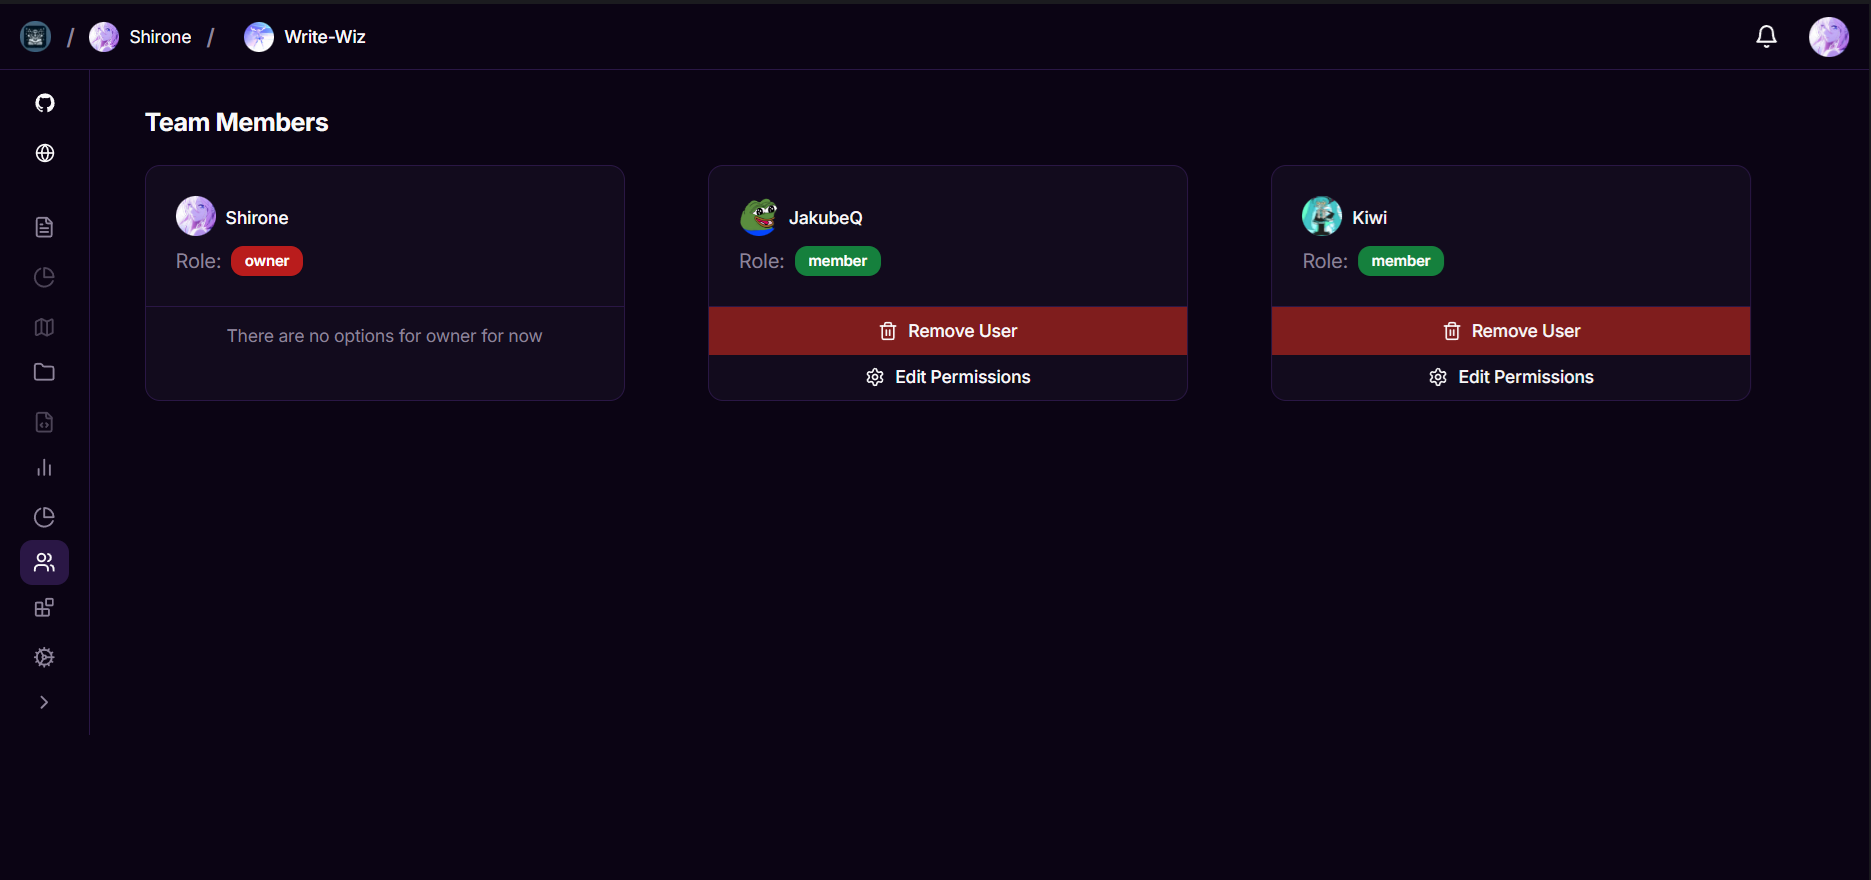 / Shirone / Write-Wiz
Team Members
Shirone
Role: owner
There are no options for owner for now
JakubeQ
Role: member
Remove User
Edit Permissions
Kiwi
Role: member
Remove User
Edit Permissions